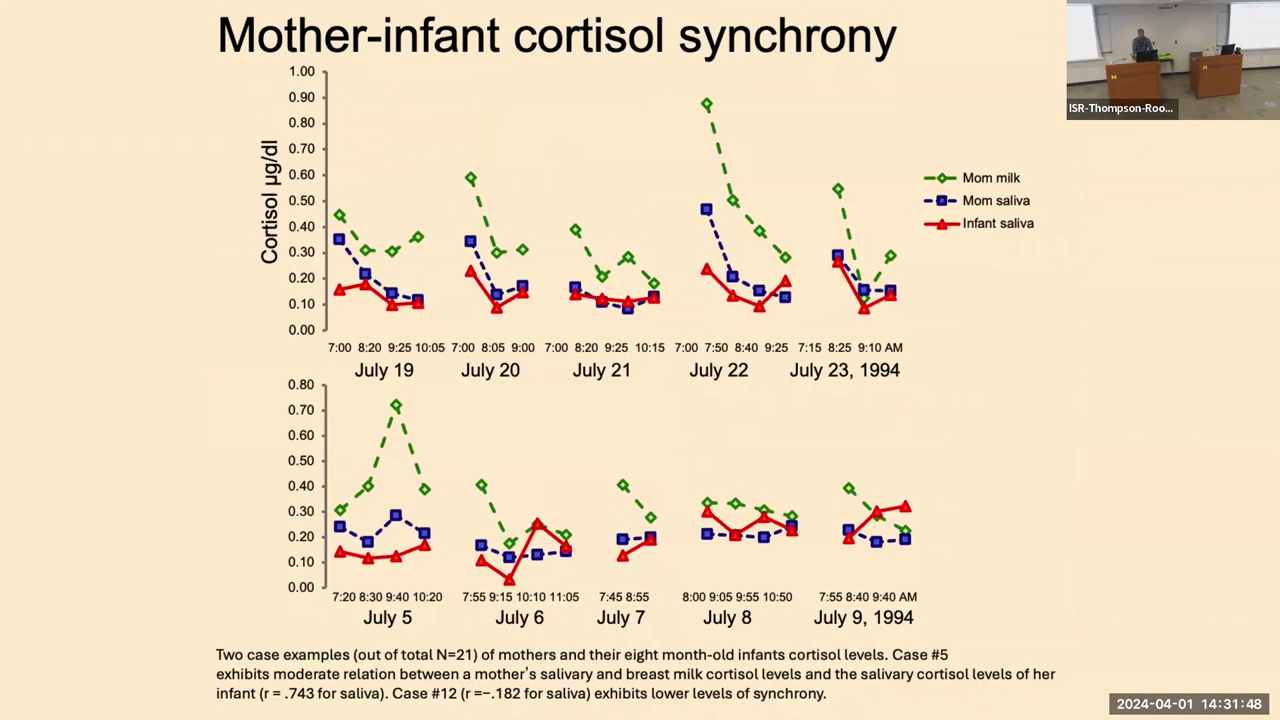 Mother-infant cortisol synchrony
ISR-Thompson-Roo...
1.00
0.90
0.80
0.70
0.60
0.50
0.40
0.30
0.20
0.10
0.00
Cortisol µg/dl
Mom milk
Mom saliva
Infant saliva
7:00 8:20 9:25 10:05 7:00 8:05 9:00 7:00 8:20 9:25 10:15 7:00 7:50 8:40 9:25 7:15 8:25 9:10 AM
July 19 July 20 July 21 July 22 July 23, 1994
0.80
0.70
0.60
0.50
0.40
0.30
0.20
0.10
0.00
7:20 8:30 9:40 10:20 7:55 9:15 10:10 11:05 7:45 8:55 8:00 9:05 9:55 10:50 7:55 8:40 9:40 AM
July 5 July 6 July 7 July 8 July 9, 1994
Two case examples (out of total N=21) of mothers and their eight month-old infants cortisol levels. Case #5
exhibits moderate relation between a mother's salivary and breast milk cortisol levels and the salivary cortisol levels of her
infant (r = .743 for saliva). Case #12 (r =−.182 for saliva) exhibits lower levels of synchrony.
2024-04-01 14:31:48